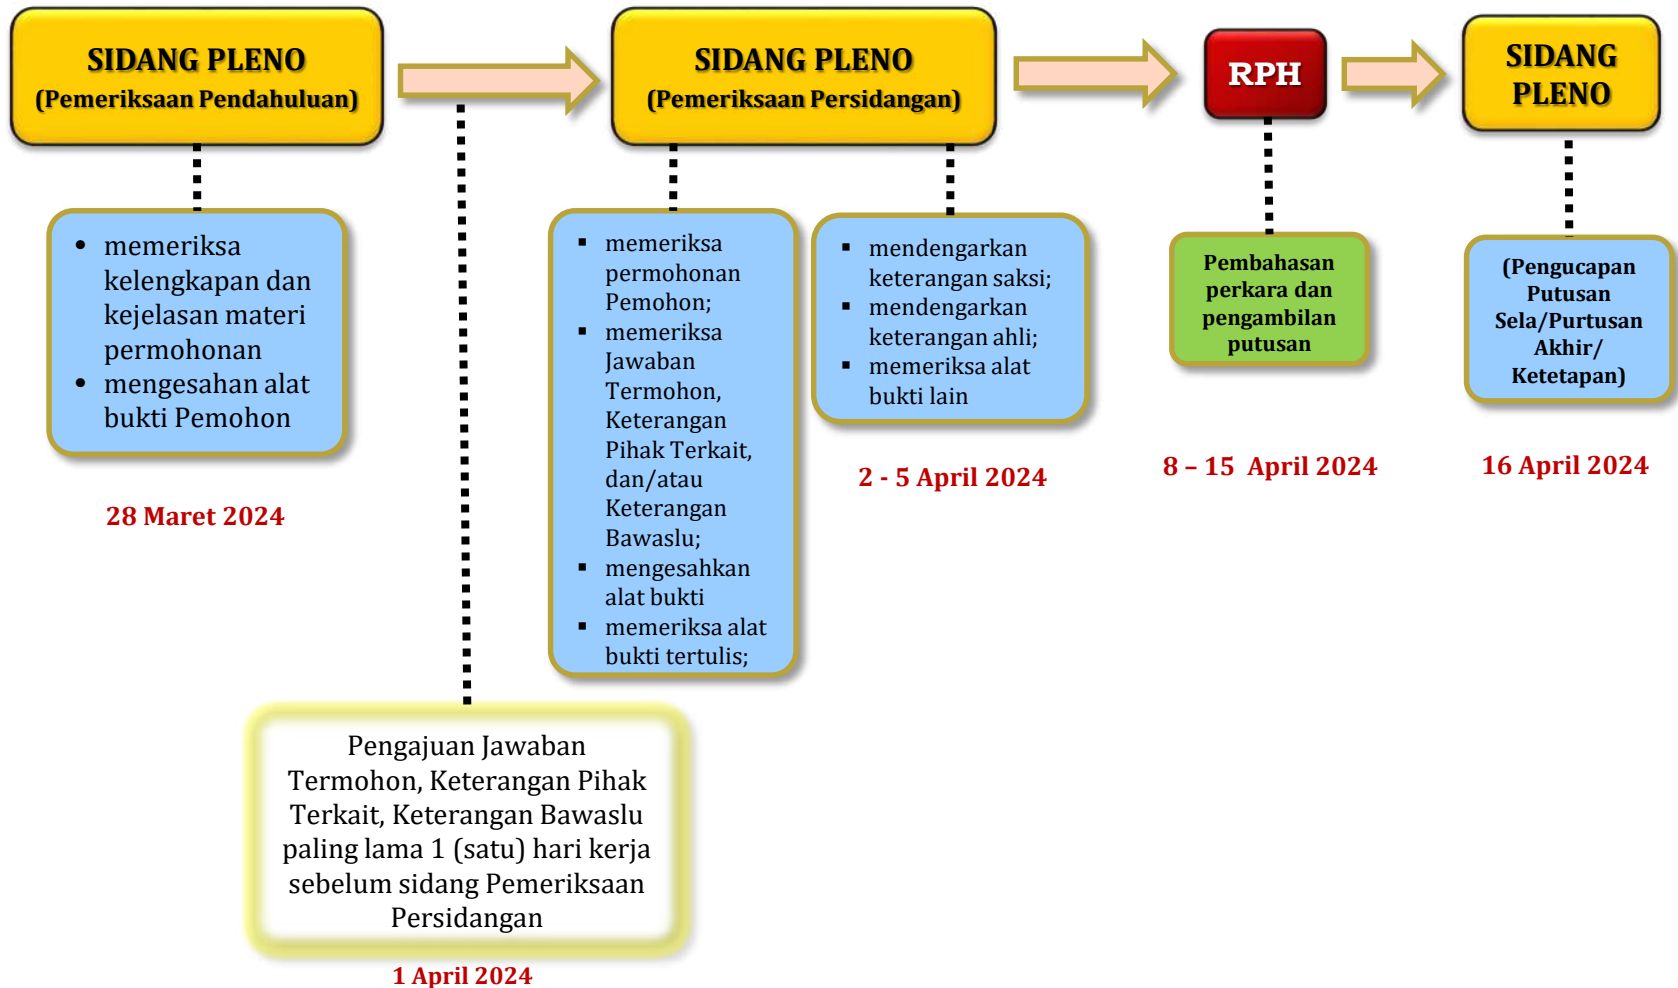 SIDANG PLENO
(Pemeriksaan Pendahuluan)
SIDANG PLENO
(Pemeriksaan Persidangan)
RPH
SIDANG
PLENO
• memeriksa
kelengkapan dan
kejelasan materi
permohonan
• mengesahan alat
bukti Pemohon
28 Maret 2024
▪ memeriksa
permohonan
Pemohon;
▪ memeriksa
Jawaban
Termohon,
Keterangan
Pihak Terkait,
dan/atau
Keterangan
Bawaslu;
▪ mengesahkan
alat bukti
▪ memeriksa alat
bukti tertulis;
▪ mendengarkan
keterangan saksi;
▪ mendengarkan
keterangan ahli;
▪ memeriksa alat
bukti lain
2 - 5 April 2024
Pembahasan
perkara dan
pengambilan
putusan
8 – 15 April 2024
(Pengucapan
Putusan
Sela/Purtusan
Akhir/
Ketetapan)
16 April 2024
Pengajuan Jawaban
Termohon, Keterangan Pihak
Terkait, Keterangan Bawaslu
paling lama 1 (satu) hari kerja
sebelum sidang Pemeriksaan
Persidangan
1 April 2024